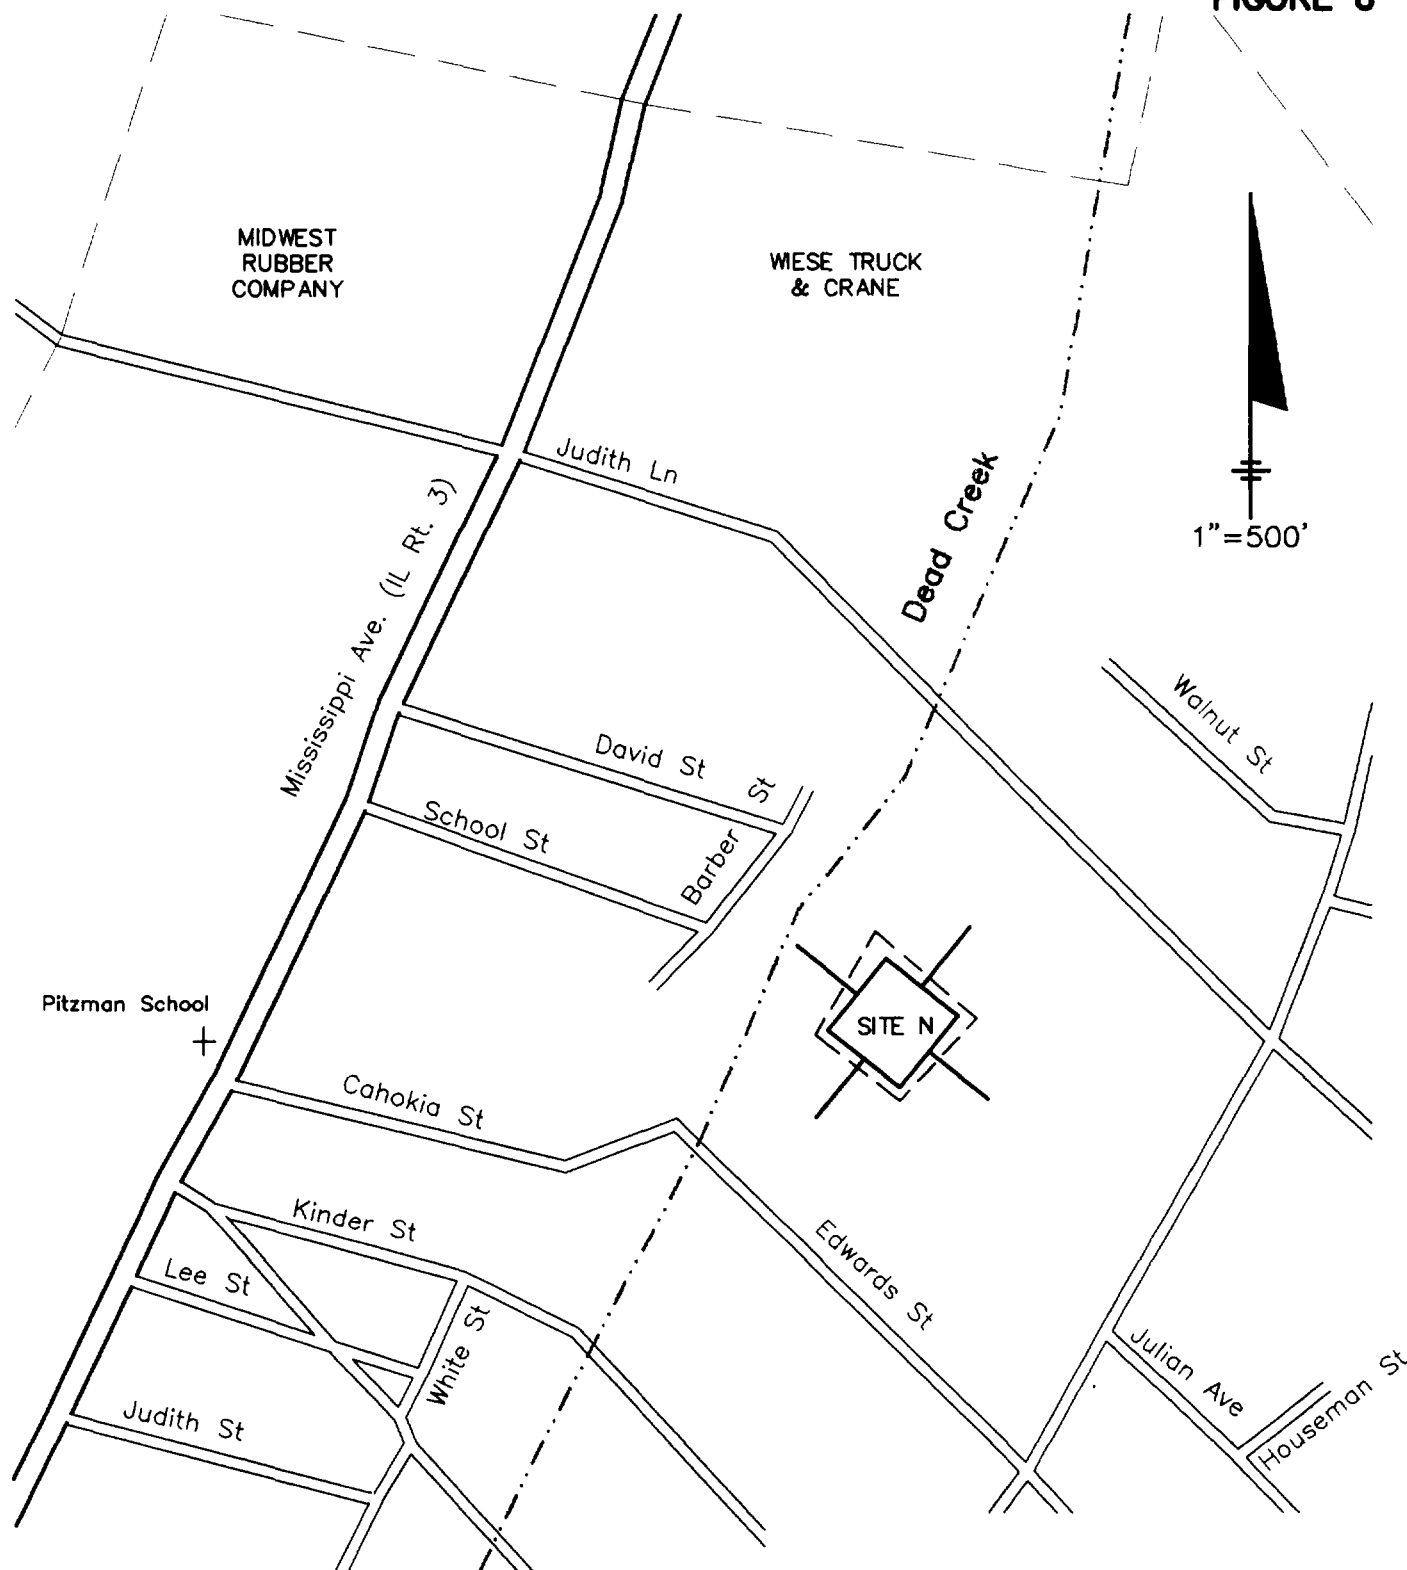 MIDWEST
RUBBER
COMPANY
WIESE TRUCK
& CRANE
Judith Ln
Mississippi Ave. (IL Rt. 3)
Dead Creek
1"=500'
Walnut St
David St
School St
Barber St
Pitzman School
SITE N
Cahokia St
Kinder St
Edwards St
Lee St
White St
Julian Ave
Houseman St
Judith St